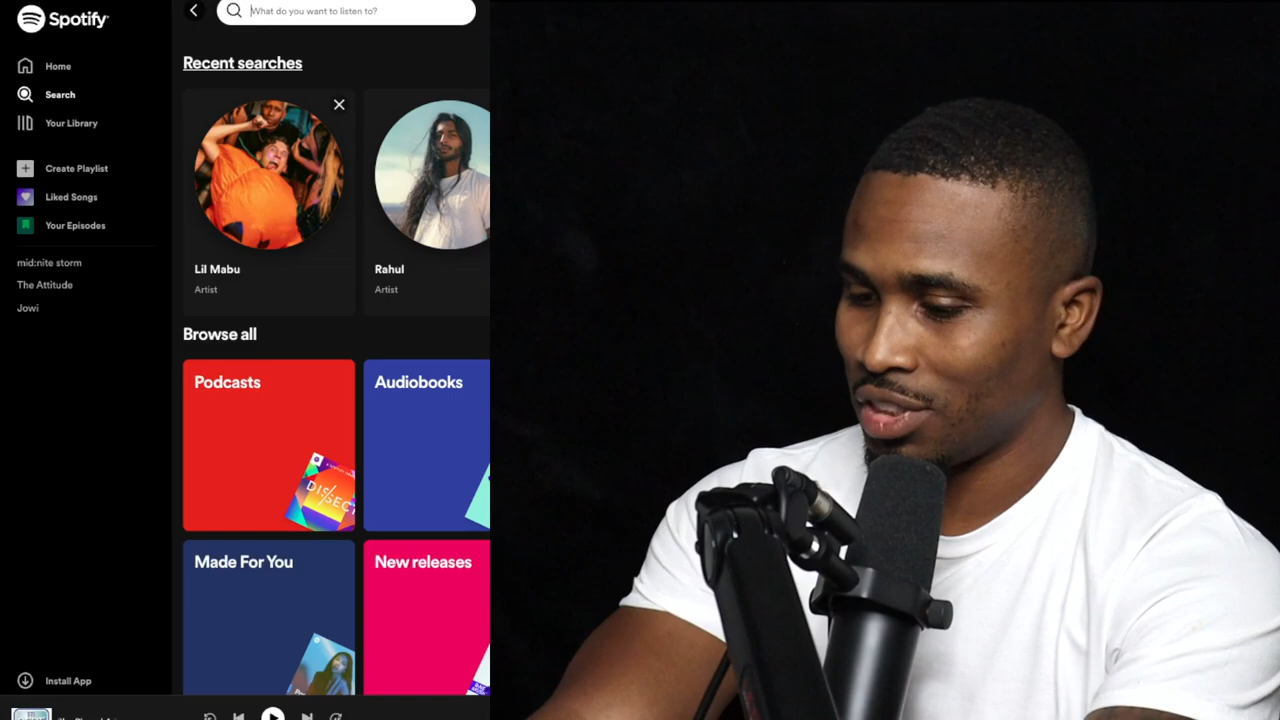 Spotify
What do you want to listen to?
Home
Search
Your Library
Create Playlist
Liked Songs
Your Episodes
mid:nite storm
The Attitude
Jowi
Install App
Recent searches
Lil Mabu
Artist
Rahul
Artist
Browse all
Podcasts
DISSECT
Audiobooks
Made For You
New releases